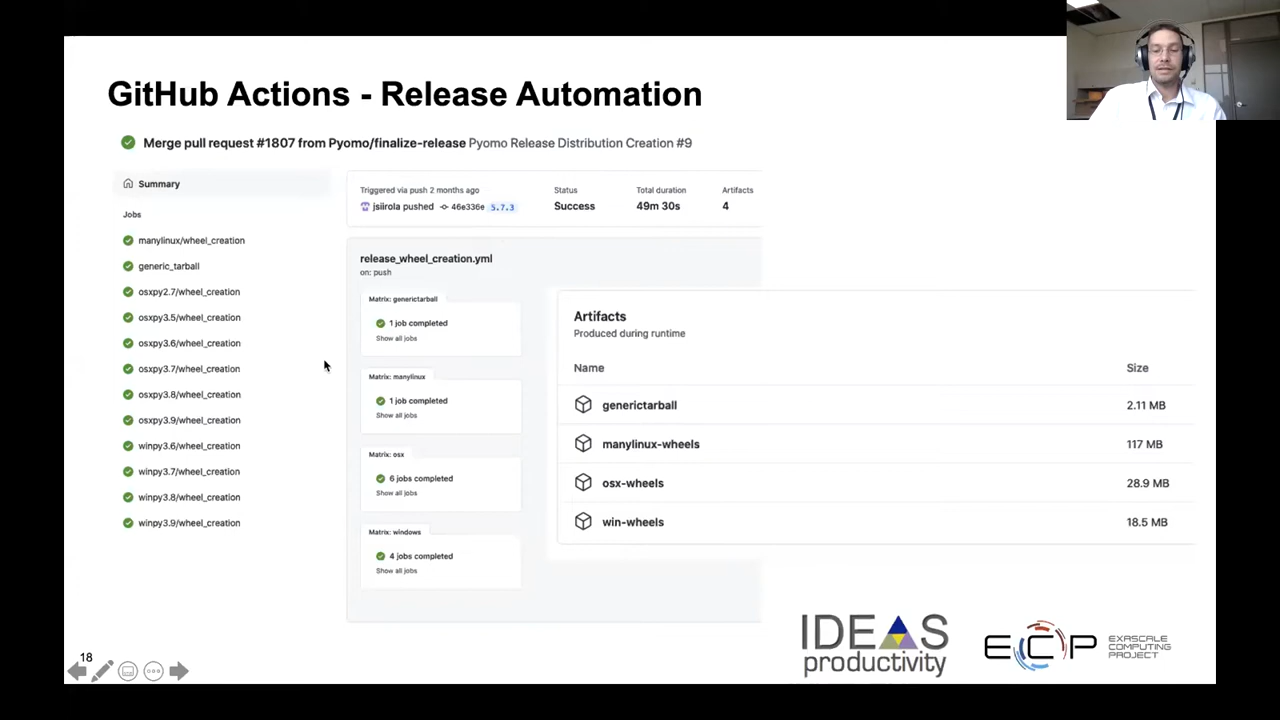 GitHub Actions - Release Automation
Merge pull request #1807 from Pyomo/finalize-release Pyomo Release Distribution Creation #9
Summary
Jobs
manylinux/wheel_creation
generic_tarball
osxpy2.7/wheel_creation
osxpy3.5/wheel_creation
osxpy3.6/wheel_creation
osxpy3.7/wheel_creation
osxpy3.8/wheel_creation
osxpy3.9/wheel_creation
winpy3.6/wheel_creation
winpy3.7/wheel_creation
winpy3.8/wheel_creation
winpy3.9/wheel_creation
Triggered via push 2 months ago
jsiirola pushed 46e336e 5.7.3
Status
Success
Total duration
49m 30s
Artifacts
4
release_wheel_creation.yml
on: push
Matrix: generictarball
1 job completed
Show all jobs
Matrix: manylinux
1 job completed
Show all jobs
Matrix: osx
6 jobs completed
Show all jobs
Matrix: windows
4 jobs completed
Show all jobs
Artifacts
Produced during runtime
Name Size
generictarball 2.11 MB
manylinux-wheels 117 MB
osx-wheels 28.9 MB
win-wheels 18.5 MB
IDEAS
productivity
ECP
EXASCALE
COMPUTING
PROJECT
18